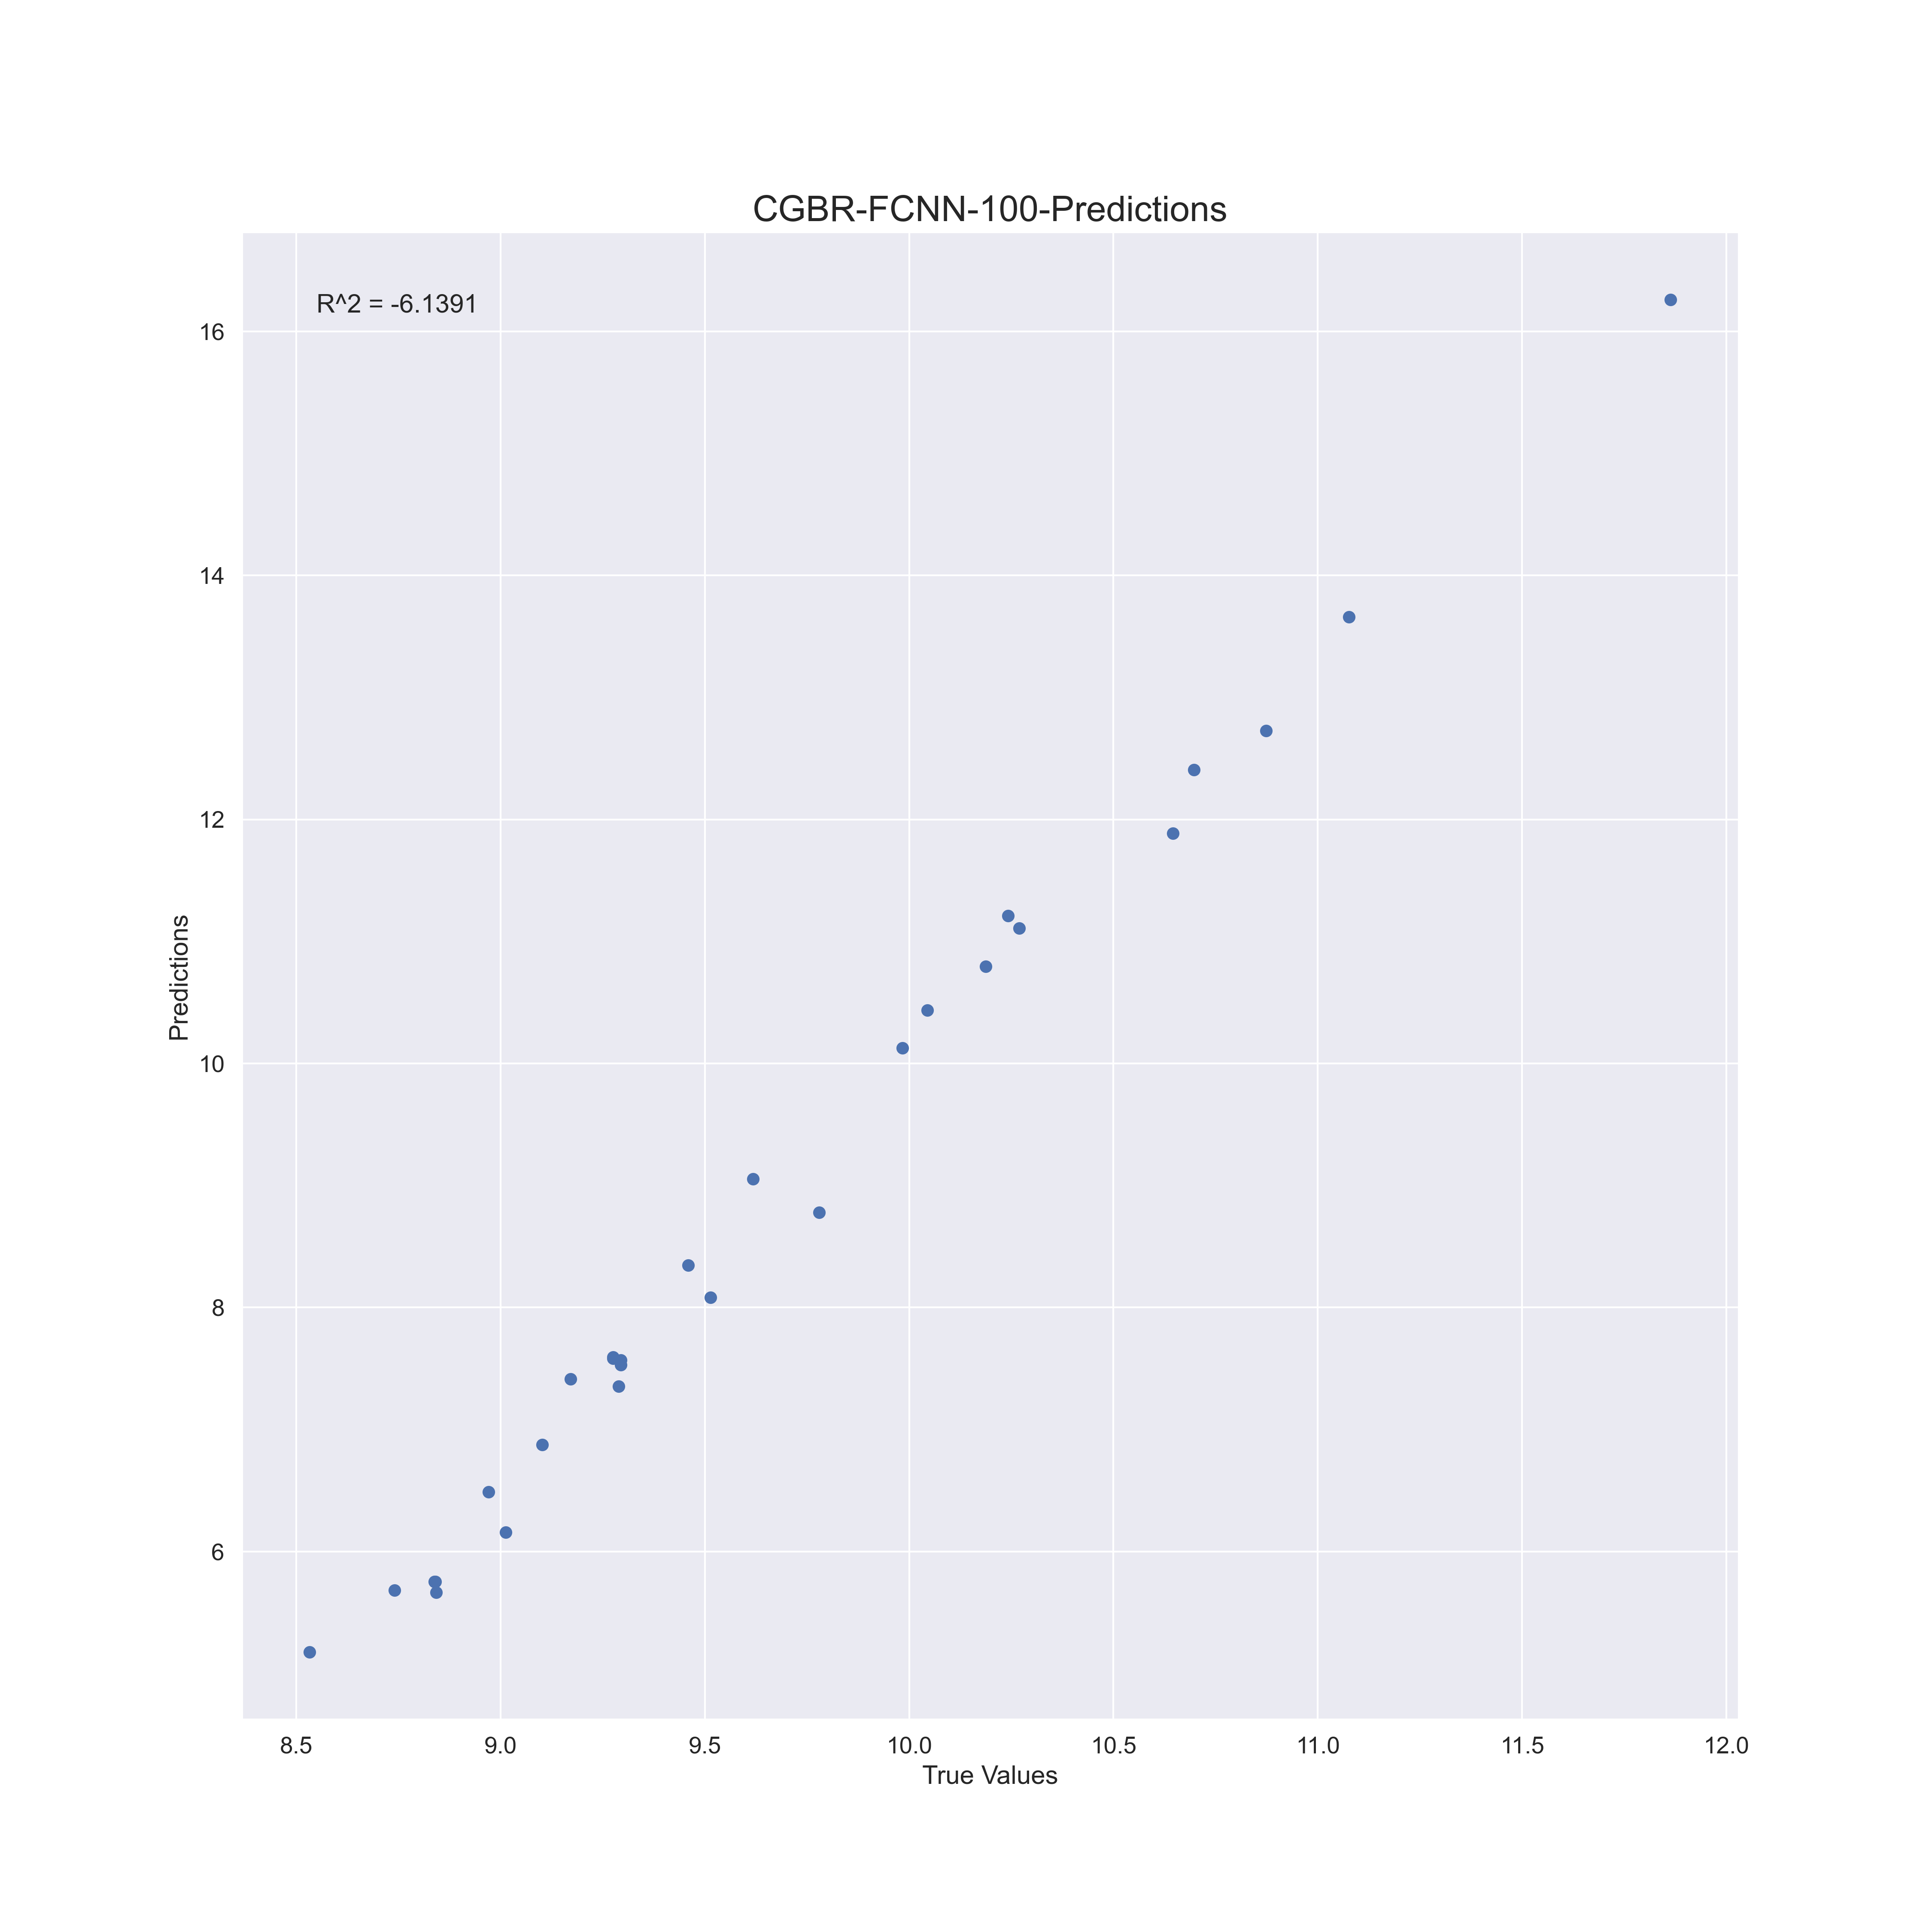 CGBR-FCNN-100-Predictions
R^2 = -6.1391
16
14
12
10
8
6
Predictions
8.5 9.0 9.5 10.0 10.5 11.0 11.5 12.0
True Values